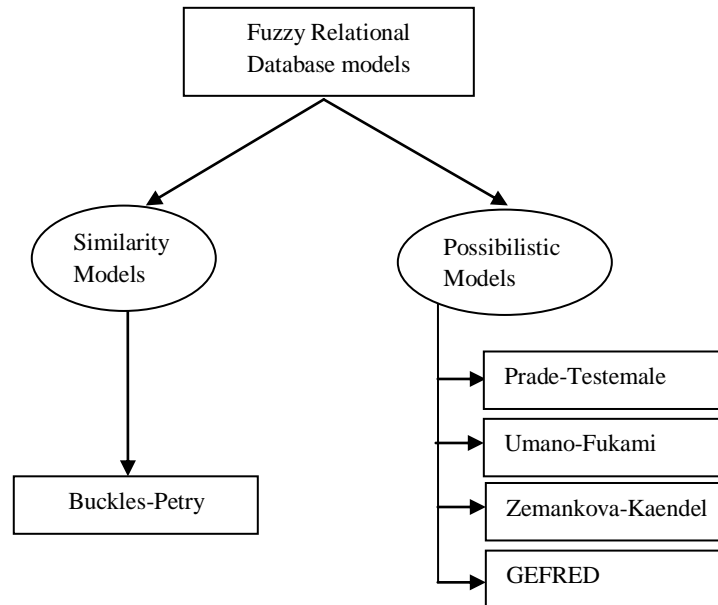 Fuzzy Relational
Database models
Similarity
Models
Possibilistic
Models
Prade-Testemale
Umano-Fukami
Buckles-Petry
Zemankova-Kaendel
GEFRED